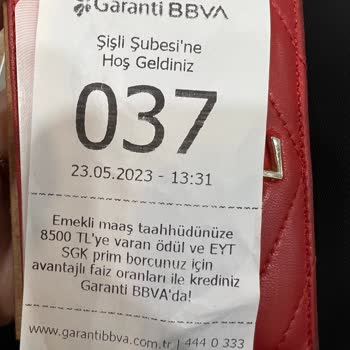 Garanti BBVA
Şişli Şubesi'ne
Hoş Geldiniz
037
23.05.2023 - 13:31
Emekli maaş taahhüdünüze
8500 TL'ye varan ödül ve EYT
SGK prim borcunuz için
avantajlı faiz oranları ile krediniz
Garanti BBVA'da!
www.garantibbva.com.tr | 444 0 333